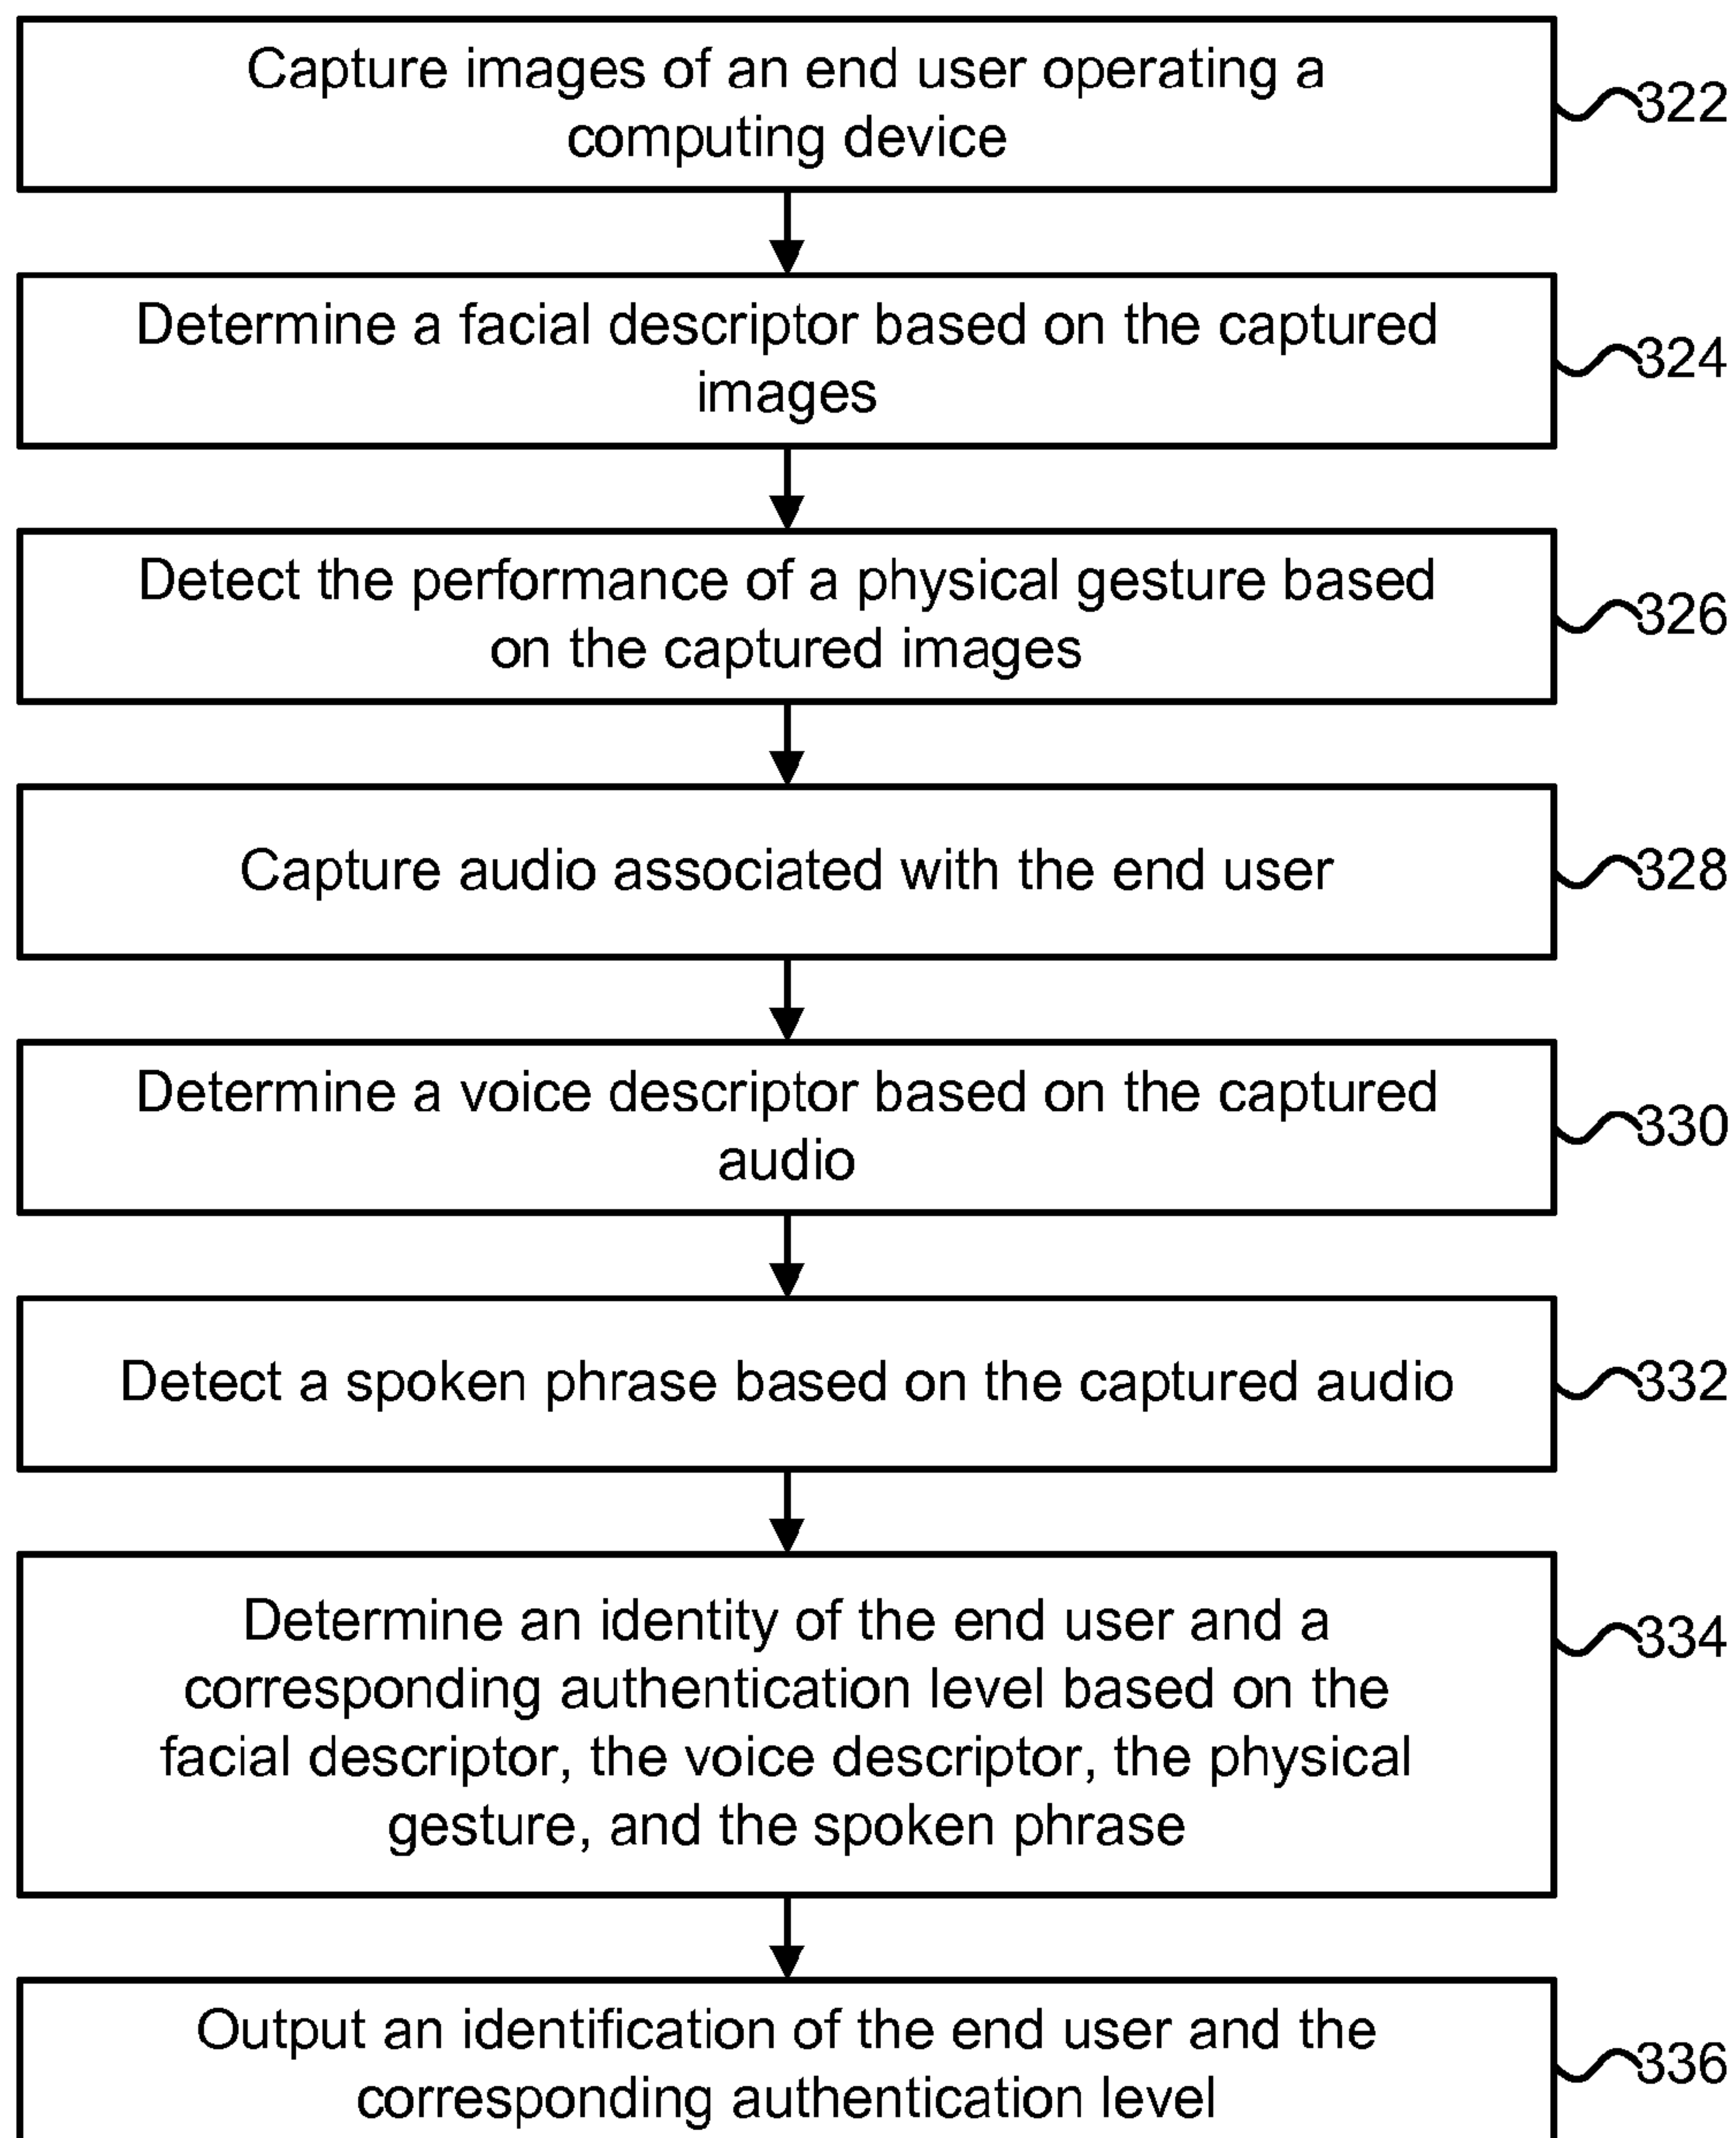 Capture images of an end user operating a
computing device
322
Determine a facial descriptor based on the captured
images
324
Detect the performance of a physical gesture based
on the captured images
326
Capture audio associated with the end user
328
Determine a voice descriptor based on the captured
audio
330
Detect a spoken phrase based on the captured audio
332
Determine an identity of the end user and a
corresponding authentication level based on the
facial descriptor, the voice descriptor, the physical
gesture, and the spoken phrase
334
Output an identification of the end user and the
corresponding authentication level
336